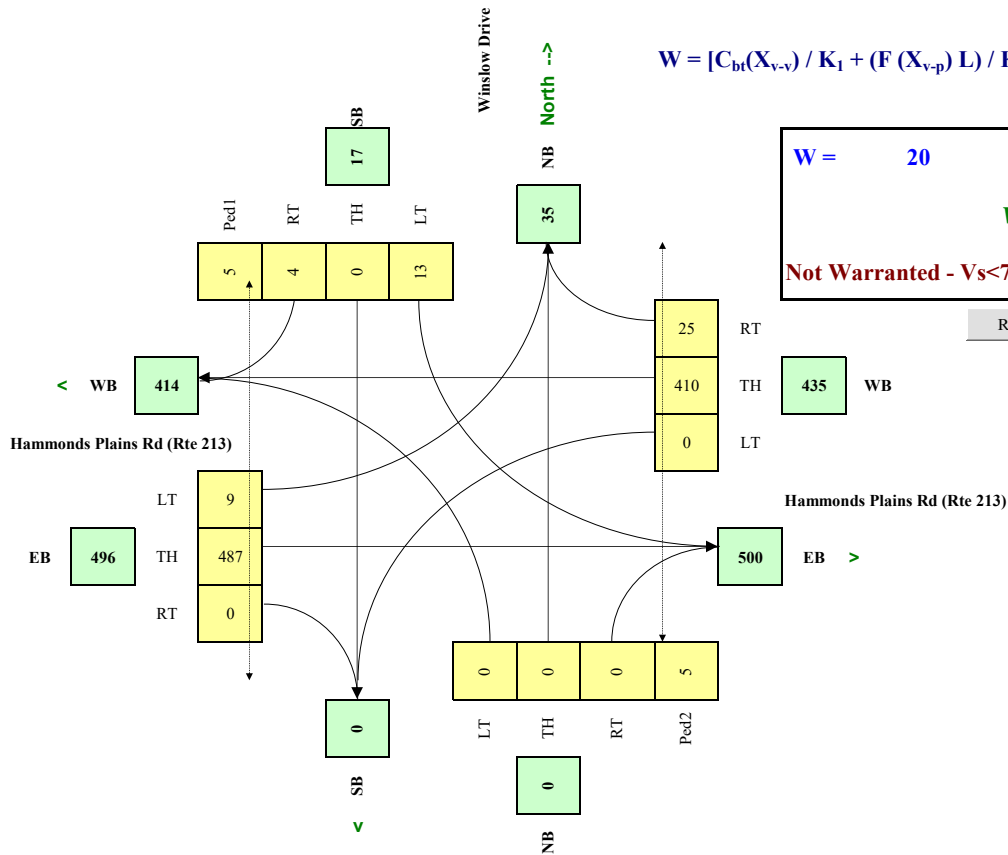 Winslow Drive
North -->
W = [Cbt(Xv-v) / K1 + (F (Xv-p) L) /
SB
17
NB
35
W = 20
Not Warranted - Vs<7
R
Ped1
RT
TH
LT
5
4
0
13
25
RT
< WB 414
410
TH
435
WB
0
LT
Hammonds Plains Rd (Rte 213)
LT
9
Hammonds Plains Rd (Rte 213)
EB
496
TH
487
500
EB >
RT
0
0
0
0
5
LT
TH
RT
Ped2
0
SB
v
0
NB